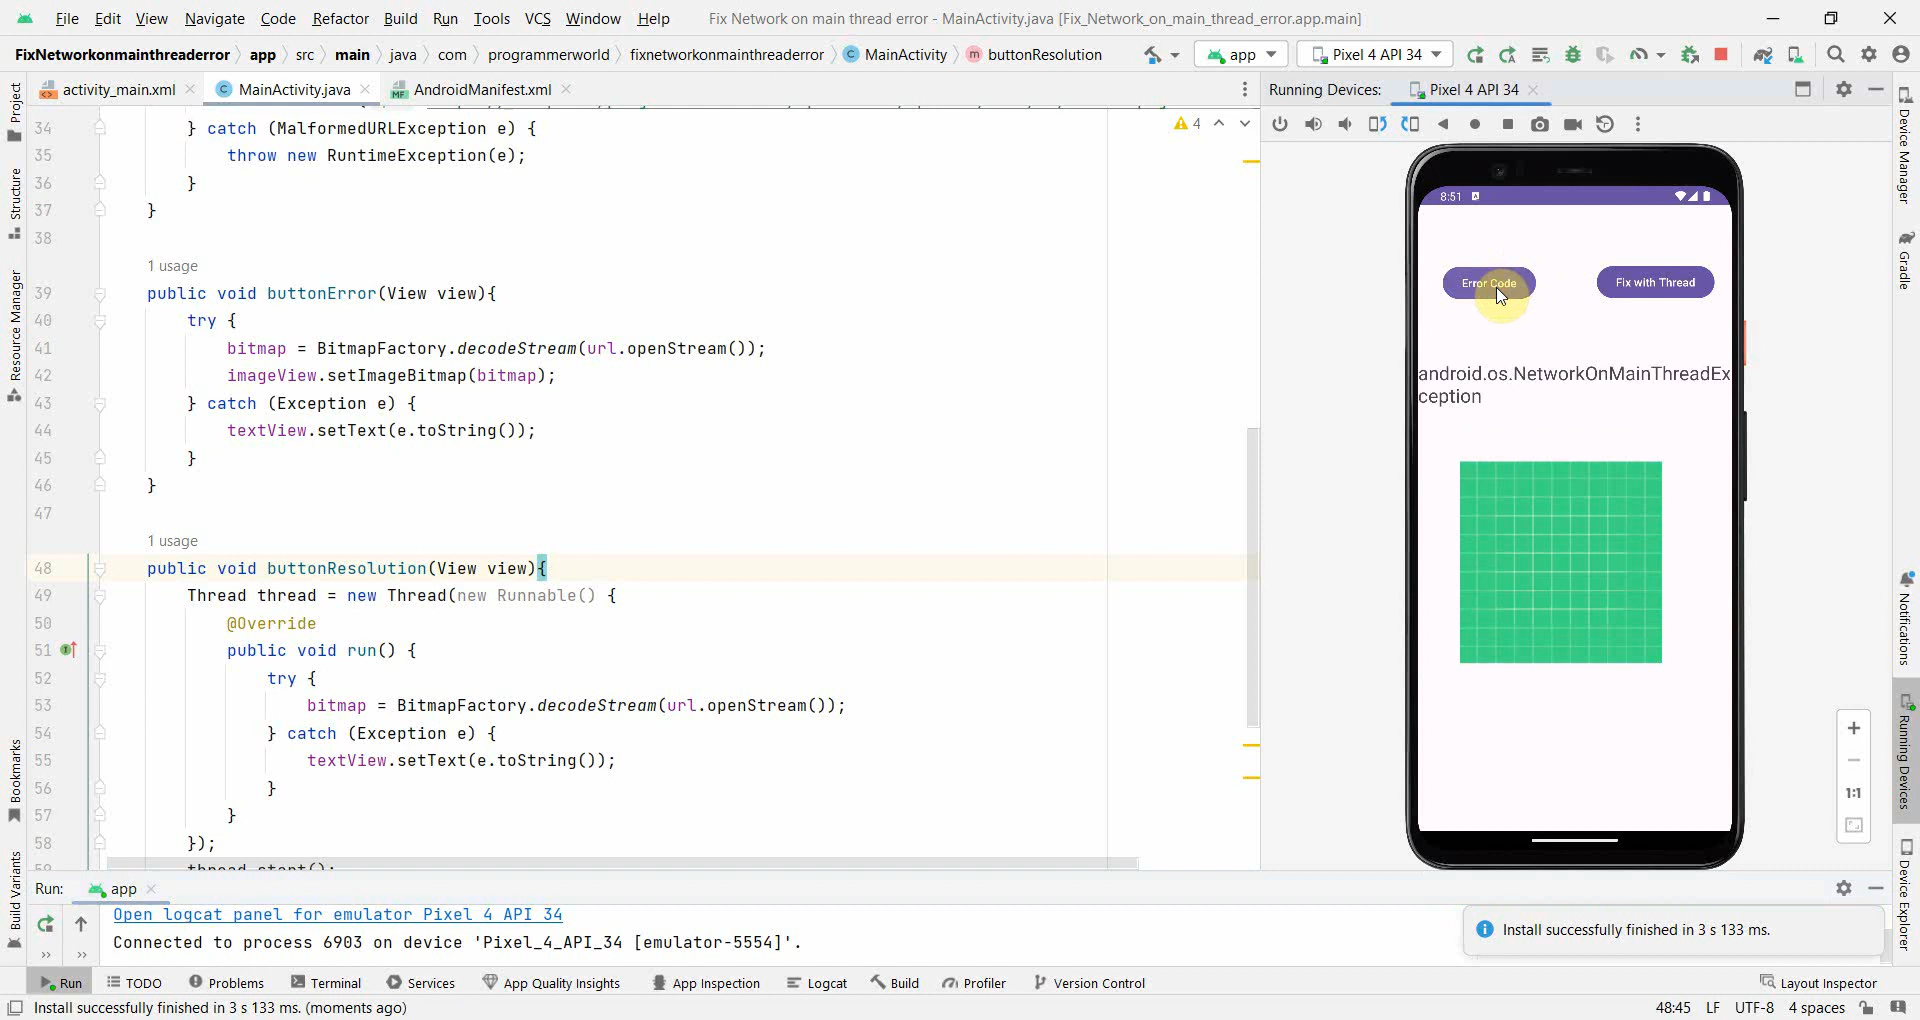 File Edit View Navigate Code Refactor Build Run Tools VCS Window Help Fix Network on main thread error - MainActivity.java [Fix_Network_on_main_thread_error.app.main]
FixNetworkonmainthreaderror app src main java com programmerworld fixnetworkonmainthreaderror C MainActivity m buttonResolution app Pixel 4 API 34
activity_main.xml C MainActivity.java MF AndroidManifest.xml Running Devices: Pixel 4 API 34
34 } catch (MalformedURLException e) { 4
35 throw new RuntimeException(e);
36 }
37 }
38
1 usage
39 public void buttonError(View view){
40 try {
41 bitmap = BitmapFactory.decodeStream(url.openStream());
42 imageView.setImageBitmap(bitmap);
43 } catch (Exception e) {
44 textView.setText(e.toString());
45 }
46 }
47
1 usage
48 public void buttonResolution(View view){
49 Thread thread = new Thread(new Runnable() {
50 @Override
51 public void run() {
52 try {
53 bitmap = BitmapFactory.decodeStream(url.openStream());
54 } catch (Exception e) {
55 textView.setText(e.toString());
56 }
57 }
58 });
59 thread.start();
8:51
Error Code Fix with Thread
android.os.NetworkOnMainThreadEx
ception
1:1
Project
Structure
Resource Manager
Bookmarks
Build Variants
Device Manager
Gradle
Notifications
Running Devices
Device Explorer
Run: app
Open logcat panel for emulator Pixel 4 API 34
Connected to process 6903 on device 'Pixel_4_API_34 [emulator-5554]'.
Install successfully finished in 3 s 133 ms.
Run TODO Problems Terminal Services App Quality Insights App Inspection Logcat Build Profiler Version Control Layout Inspector
Install successfully finished in 3 s 133 ms. (moments ago) 48:45 LF UTF-8 4 spaces